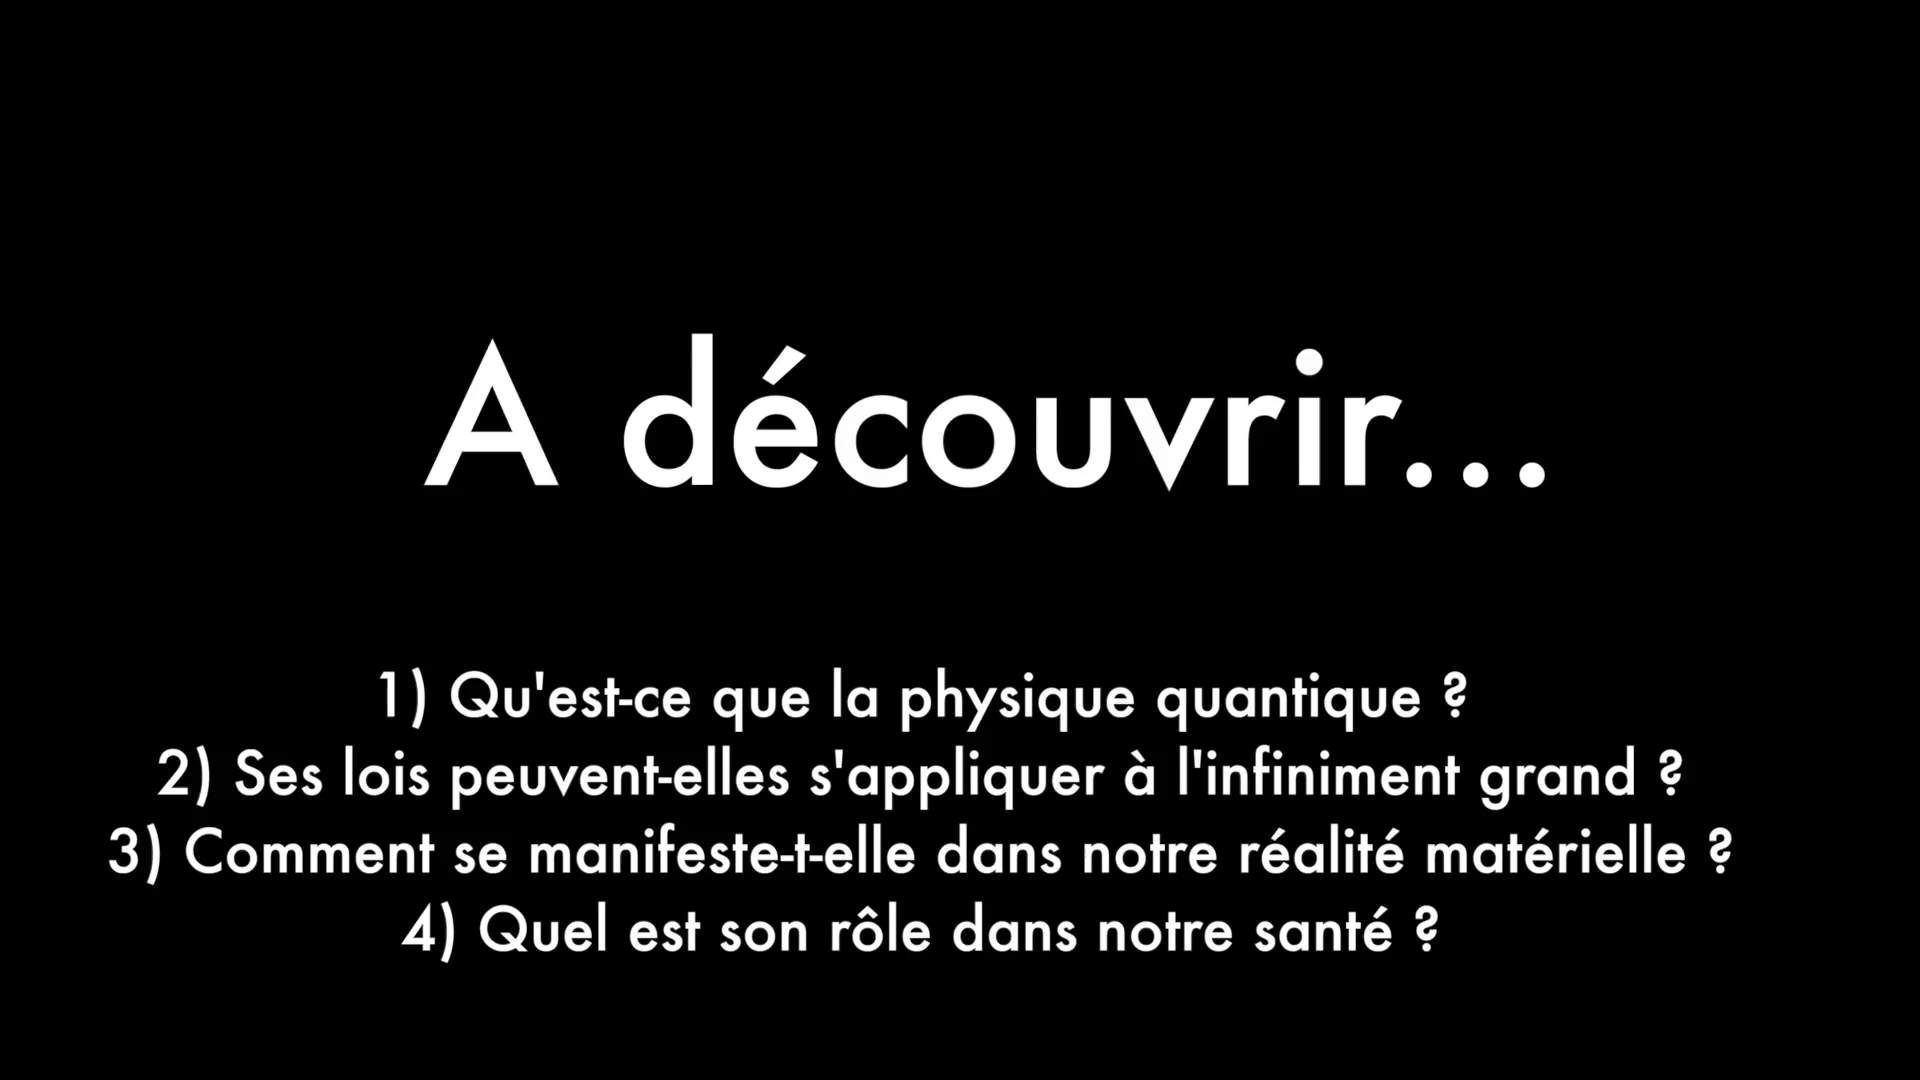 A découvrir...
1) Qu'est-ce que la physique quantique ?
2) Ses lois peuvent-elles s'appliquer à l'infiniment grand ?
3) Comment se manifeste-t-elle dans notre réalité matérielle ?
4) Quel est son rôle dans notre santé ?